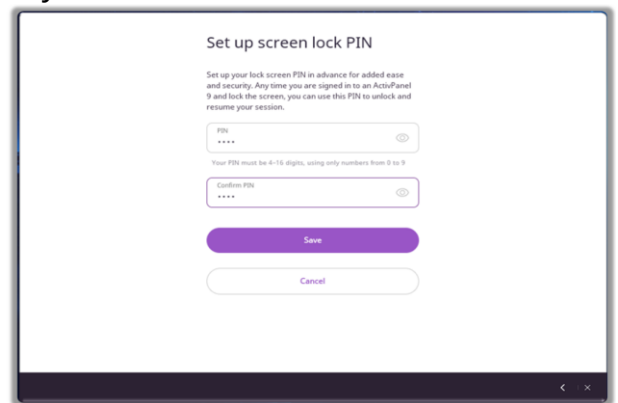 Set up screen lock PIN
Set up your lock screen PIN in advance for added ease
and security. Any time you are signed in to an ActivPanel
9 and lock the screen, you can use this PIN to unlock and
resume your session.
PIN
••••
Your PIN must be 4-16 digits, using only numbers from 0 to 9
Confirm PIN
••••
Save
Cancel